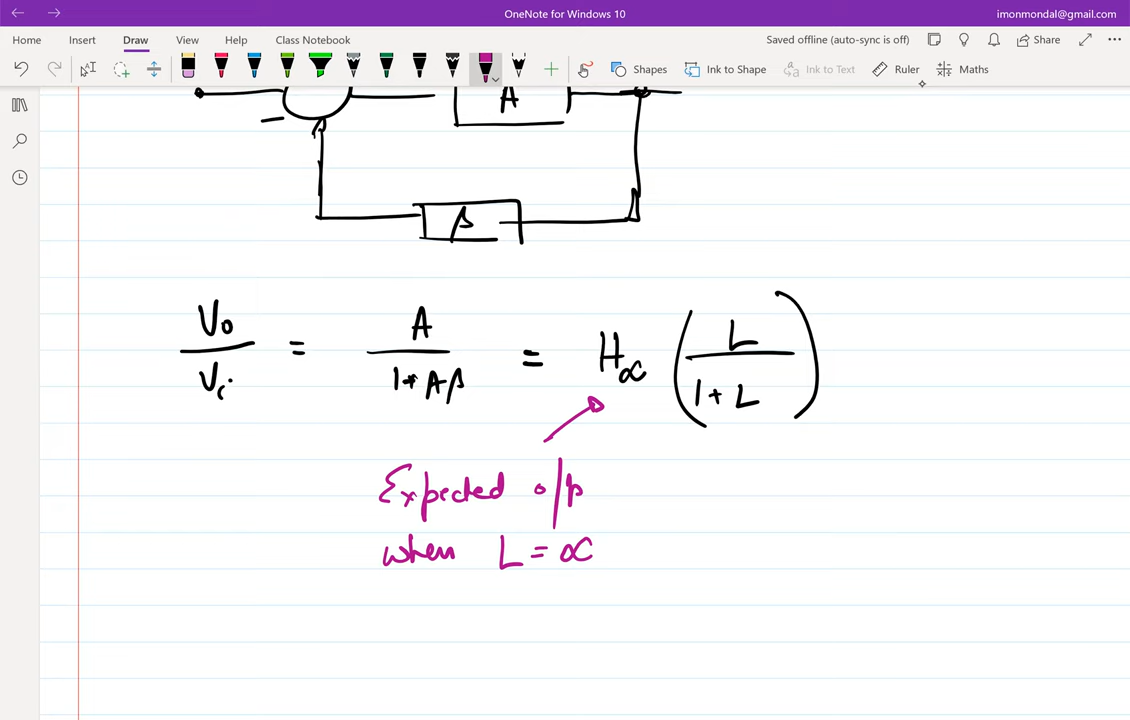 OneNote for Windows 10
imonmondal@gmail.com
Home Insert Draw View Help Class Notebook
Saved offline (auto-sync is off) Share
Shapes Ink to Shape Ink to Text Ruler Maths
− A
β
Vo/Vi = A/(1+Aβ) = H∞ (L/(1+L))
Expected o/p
when L = ∞